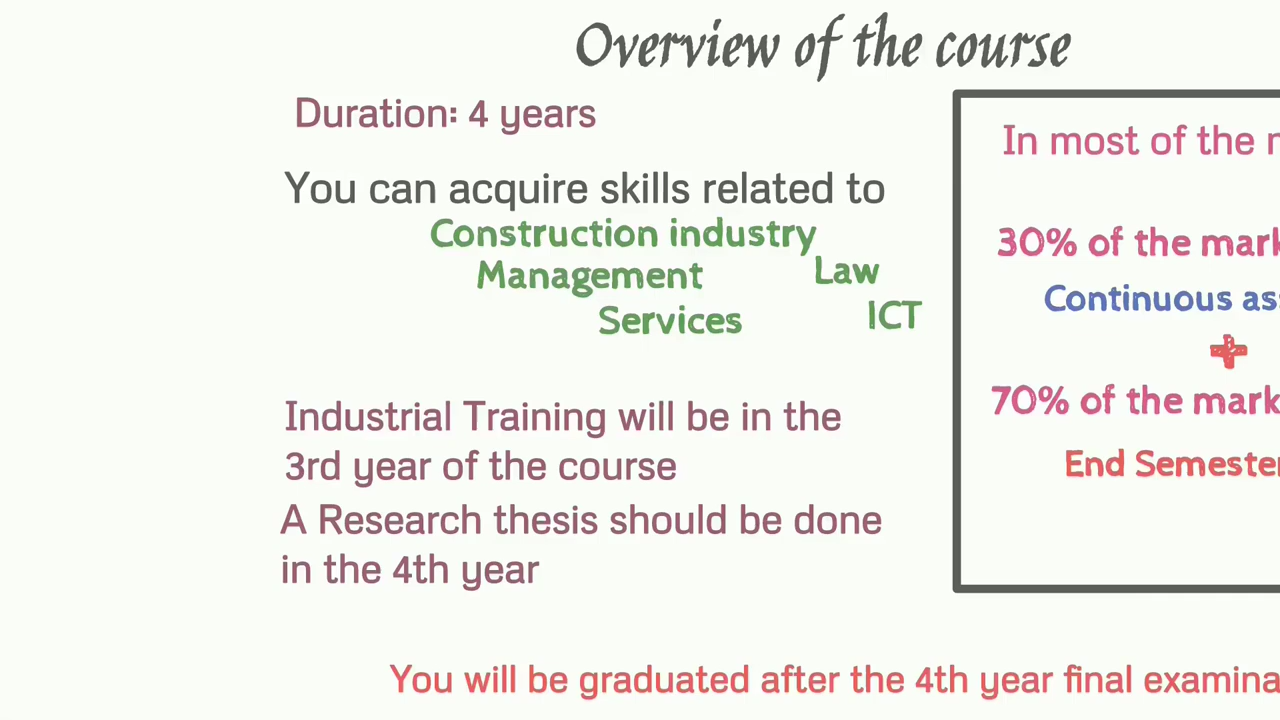 Overview of the course
Duration: 4 years
You can acquire skills related to
Construction industry
Management
Law
Services
ICT
Industrial Training will be in the
3rd year of the course
A Research thesis should be done
in the 4th year
In most of the
30% of the
Continuous
+
70% of the
End
You will be graduated after the 4th year final